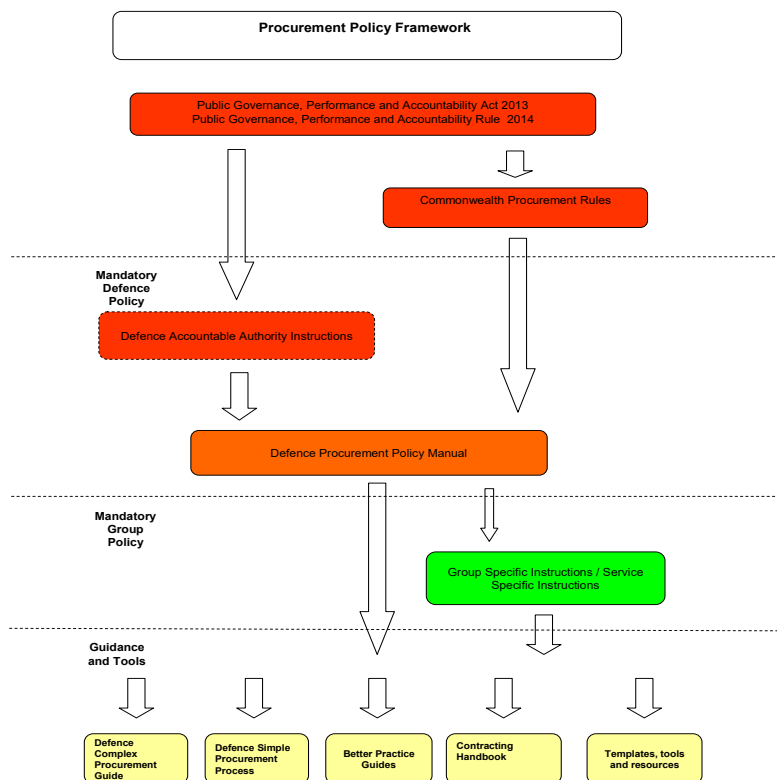 Procurement Policy Framework
Public Governance, Performance and Accountability Act 2013
Public Governance, Performance and Accountability Rule  2014
Commonwealth Procurement Rules
Mandatory
Defence
Policy
Defence Accountable Authority Instructions
Defence Procurement Policy Manual
Mandatory
Group
Policy
Group Specific Instructions / Service
Specific Instructions
Guidance
and Tools
Defence
Complex
Procurement
Guide
Defence Simple
Procurement
Process
Better Practice
Guides
Contracting
Handbook
Templates, tools
and resources